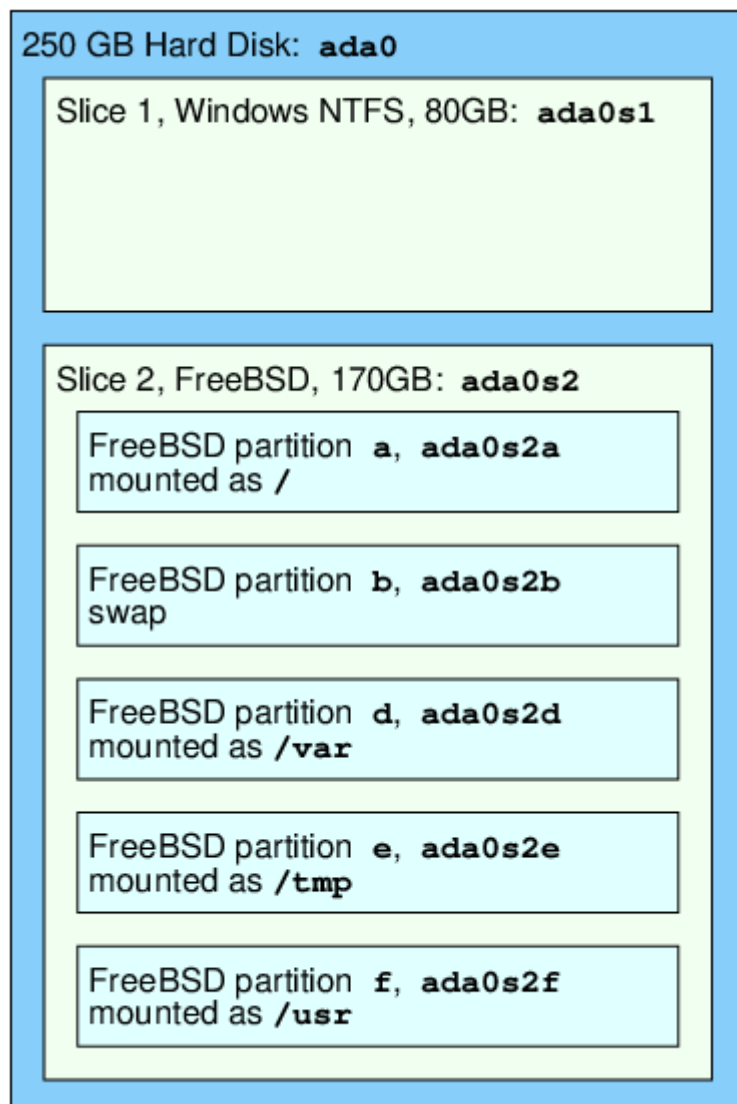 250 GB Hard Disk: ada0
Slice 1, Windows NTFS, 80GB: ada0s1
Slice 2, FreeBSD, 170GB: ada0s2
FreeBSD partition a, ada0s2a
mounted as /
FreeBSD partition b, ada0s2b
swap
FreeBSD partition d, ada0s2d
mounted as /var
FreeBSD partition e, ada0s2e
mounted as /tmp
FreeBSD partition f, ada0s2f
mounted as /usr